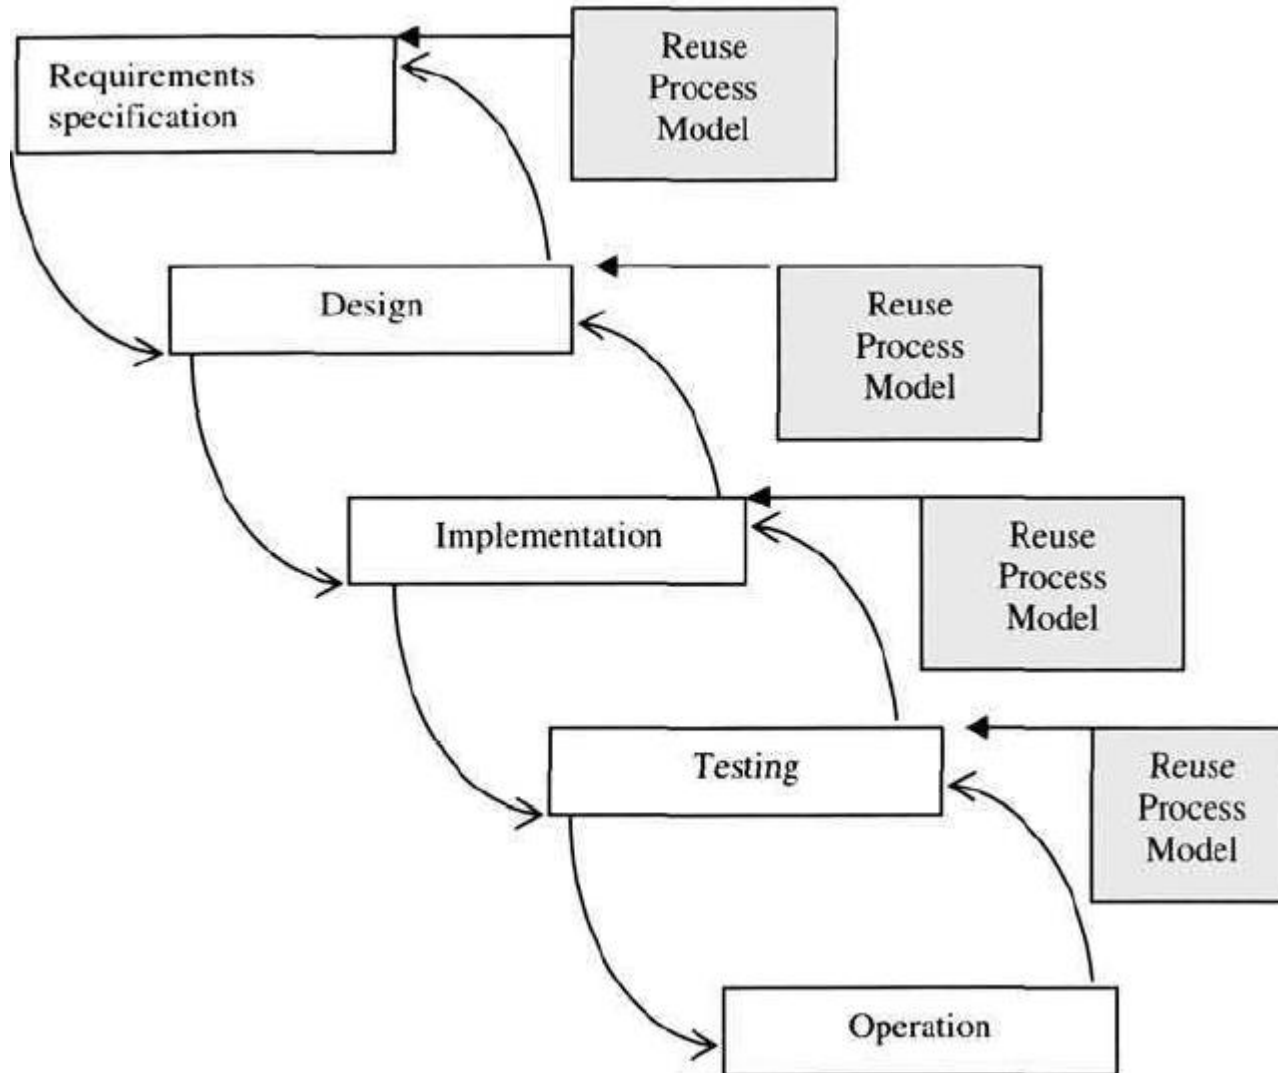 Requirements
specification
Reuse
Process
Model
Design
Reuse
Process
Model
Implementation
Reuse
Process
Model
Testing
Reuse
Process
Model
Operation